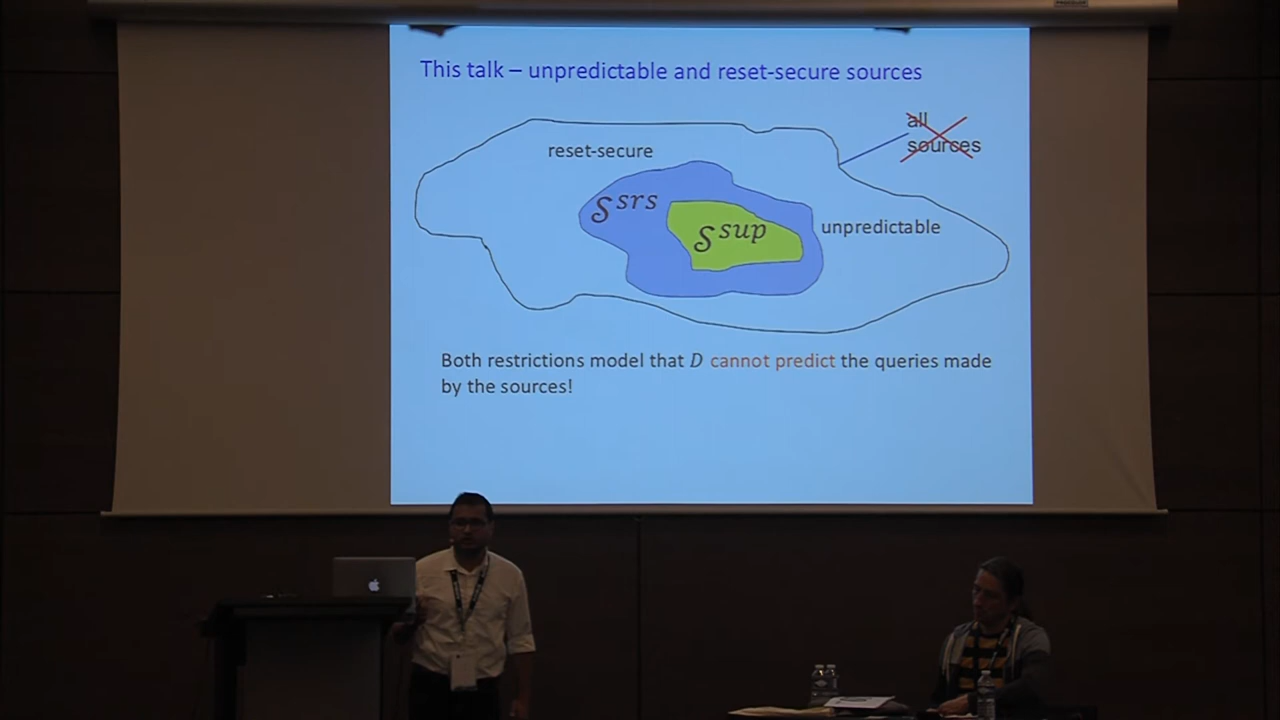 This talk – unpredictable and reset-secure sources
all
sources
reset-secure
𝒮^srs
𝒮^sup
unpredictable
Both restrictions model that D cannot predict the queries made
by the sources!